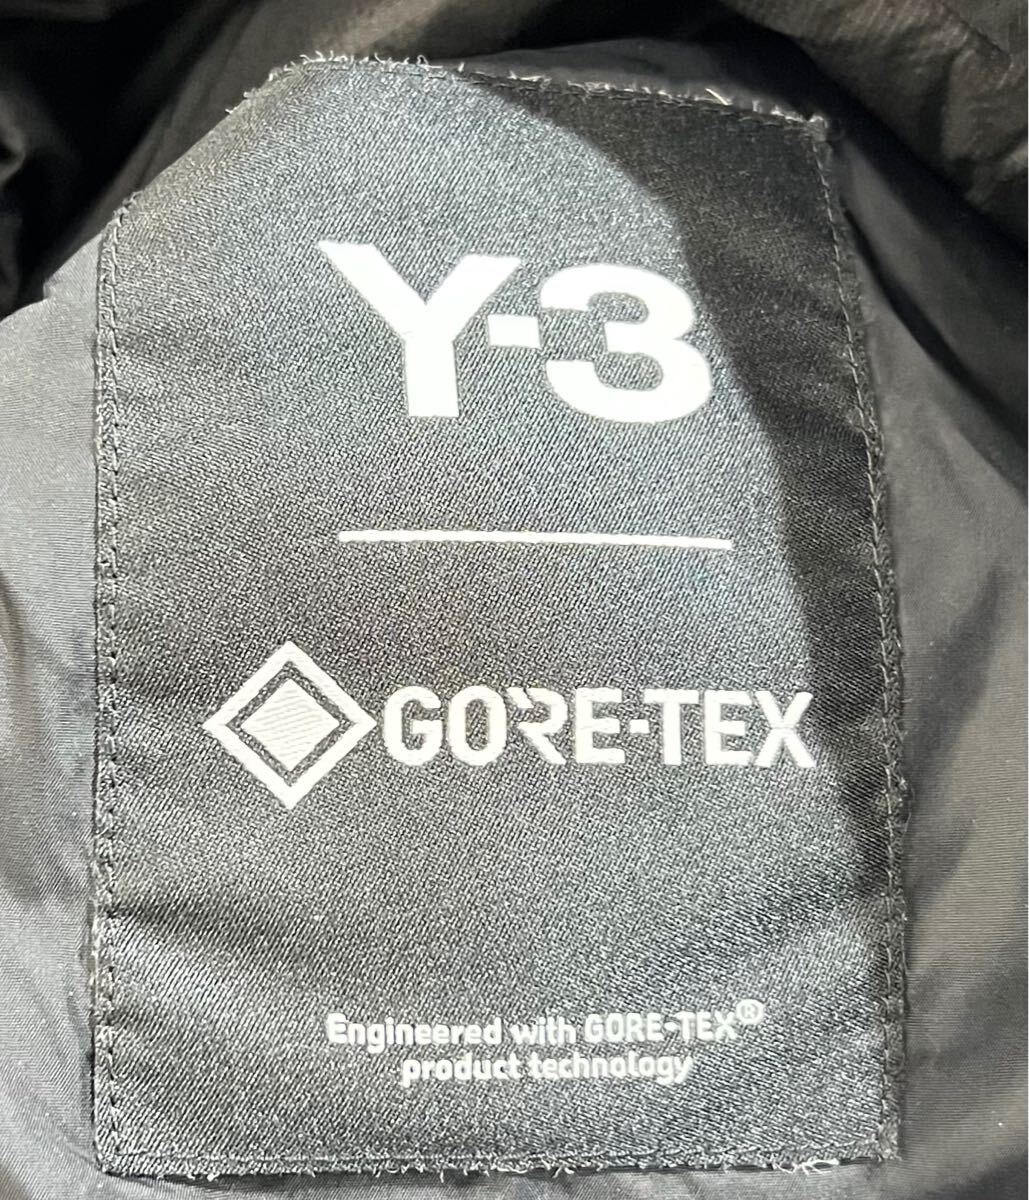 Y-3
GORE-TEX
Engineered with GORE-TEX®
product technology